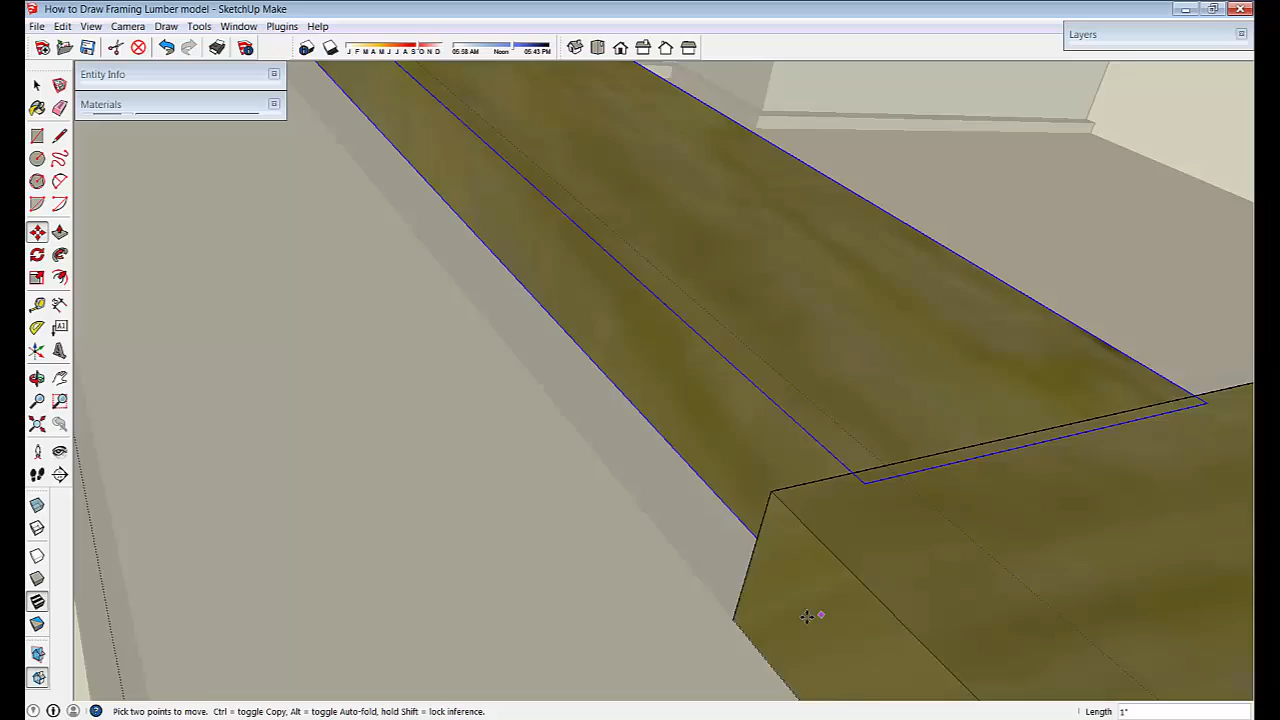 How to Draw Framing Lumber model - SketchUp Make
File Edit View Camera Draw Tools Window Plugins Help
J F M A M J J A S O N D
05:58 AM Noon 05:43 PM
Layers
Entity Info
Materials
Pick two points to move. Ctrl = toggle Copy, Alt = toggle Auto-fold, hold Shift = lock inference.
Length 1"